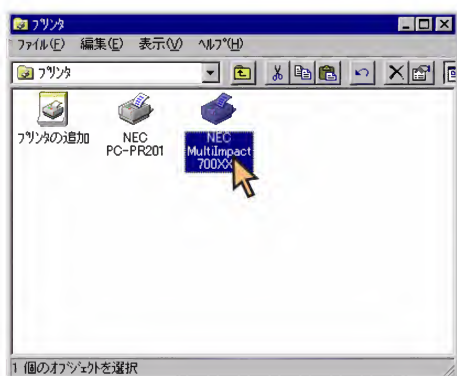 プリンタ
ファイル(F) 編集(E) 表示(V) ヘルプ(H)
プリンタ
プリンタの追加
NEC
PC-PR201
NEC
MultiImpact
700XX
1 個のオブジェクトを選択